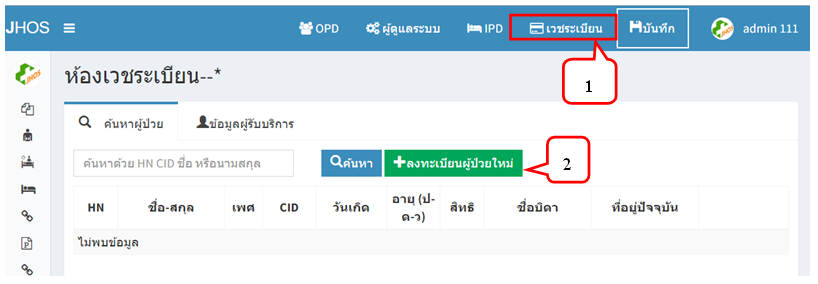 JHOS OPD ผู้ดูแลระบบ IPD เวชระเบียน บันทึก JHOS admin 111
1
JHOS ห้องเวชระเบียน--*
ค้นหาผู้ป่วย ข้อมูลผู้รับบริการ
ค้นหาด้วย HN CID ชื่อ หรือนามสกุล ค้นหา +ลงทะเบียนผู้ป่วยใหม่ 2
HN ชื่อ-สกุล เพศ CID วันเกิด อายุ (ป- สิทธิ ชื่อบิดา ที่อยู่ปัจจุบัน
ด-ว)
ไม่พบข้อมูล